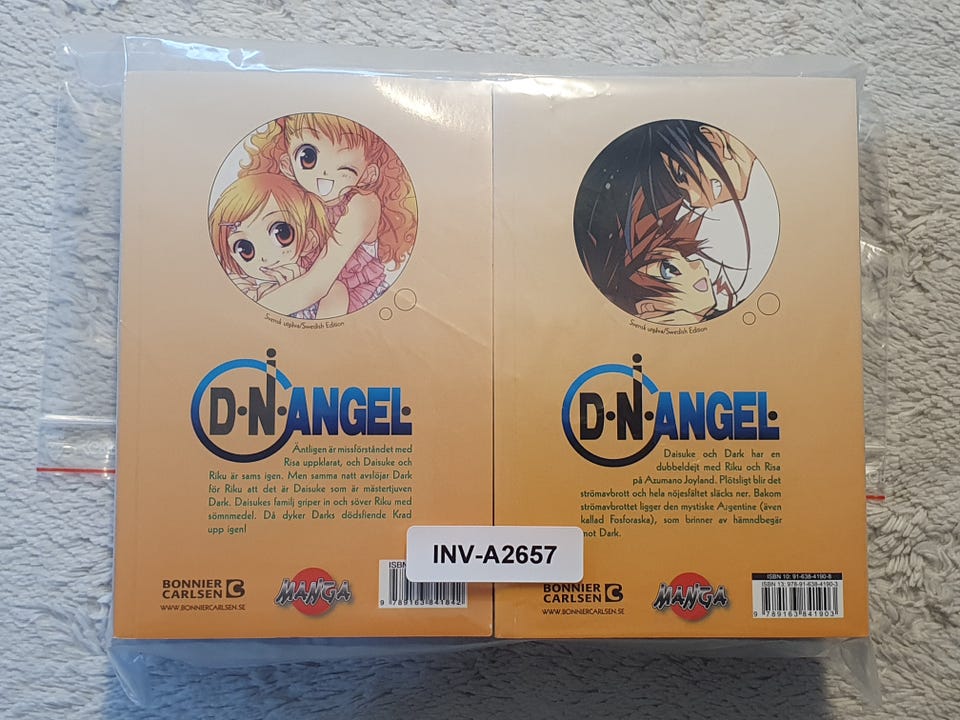 Svensk utgåva/Swedish Edition
D·N·ANGEL·
Äntligen är missförståndet med
Risa uppklarat, och Daisuke och
Riku är sams igen. Men samma natt avslöjar Dark
för Riku att det är Daisuke som är mästertjuven
Dark. Daisukes familj griper in och söver Riku med
sömnmedel. Då dyker Darks dödsfiende Krad
upp igen!
BONNIER
CARLSEN
WWW.BONNIERCARLSEN.SE
MANGA
ISBN
9 789163 841842
Svensk utgåva/Swedish Edition
D·N·ANGEL·
Daisuke och Dark har en
dubbeldejt med Riku och Risa
på Azumano Joyland. Plötsligt blir det
strömavbrott och hela nöjesfältet släcks ner. Bakom
strömavbrottet ligger den mystiske Argentine (även
kallad Fosforaska), som brinner av hämndbegär
mot Dark.
BONNIER
CARLSEN
WWW.BONNIERCARLSEN.SE
MANGA
ISBN 10: 91-638-4190-8
ISBN 13: 978-91-638-4190-3
9 789163 841903
INV-A2657